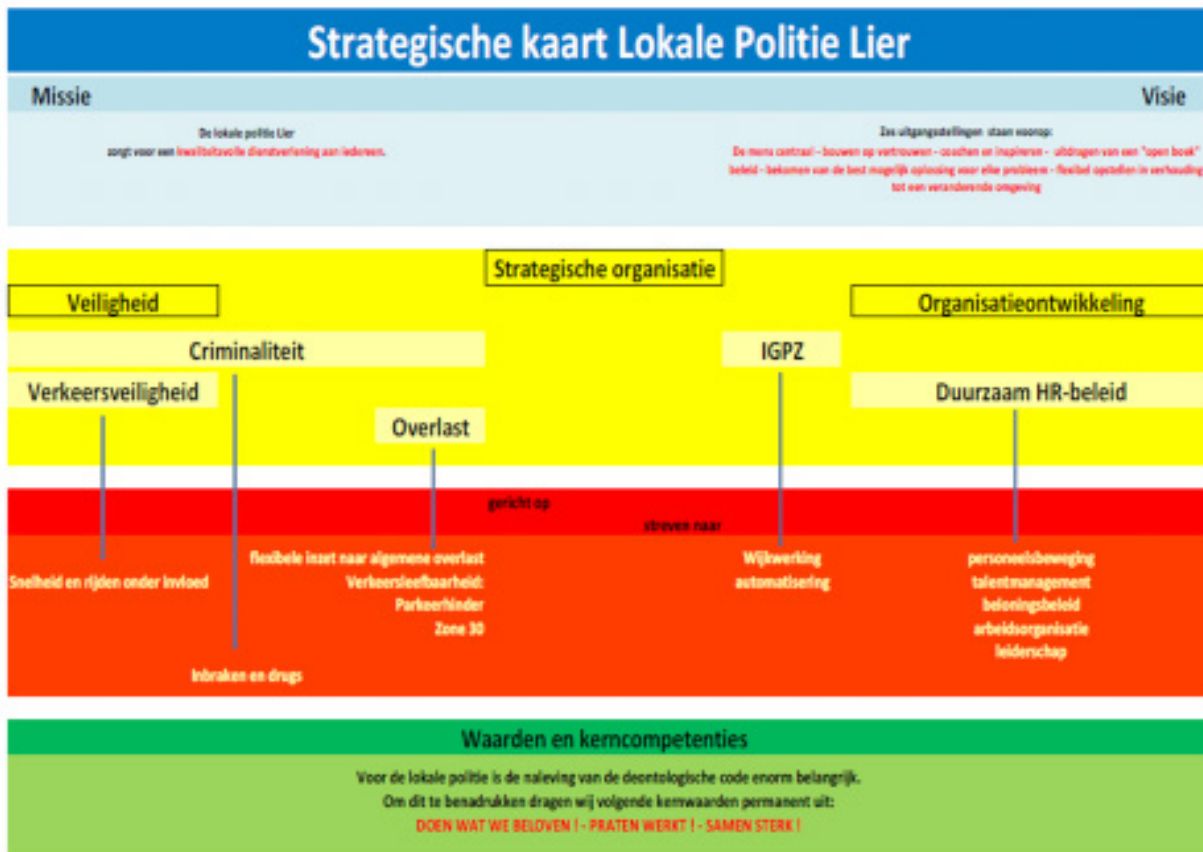 Strategische kaart Lokale Politie Lier
Missie
Visie
De lokale politie Lier
zorgt voor een kwaliteitsvolle dienstverlening aan iedereen.
Zes uitgangsstellingen staan voorop:
De mens centraal - bouwen op vertrouwen - coachen en inspireren - uitdragen van een "open boek"
beleid - bekomen van de best mogelijk oplossing voor elke probleem - flexibel opstellen in verhouding
tot een veranderende omgeving
Strategische organisatie
Veiligheid
Organisatieontwikkeling
Criminaliteit
IGPZ
Verkeersveiligheid
Duurzaam HR-beleid
Overlast
gericht op
streven naar
Snelheid en rijden onder invloed
flexibele inzet naar algemene overlast
Verkeersleefbaarheid:
Parkeerhinder
Zone 30
Inbraken en drugs
Wijkwerking
automatisering
personeelsbeweging
talentmanagement
beloningsbeleid
arbeidsorganisatie
leiderschap
Waarden en kerncompetenties
Voor de lokale politie is de naleving van de deontologische code enorm belangrijk.
Om dit te benadrukken dragen wij volgende kernwaarden permanent uit:
DOEN WAT WE BELOVEN ! - PRATEN WERKT ! - SAMEN STERK !